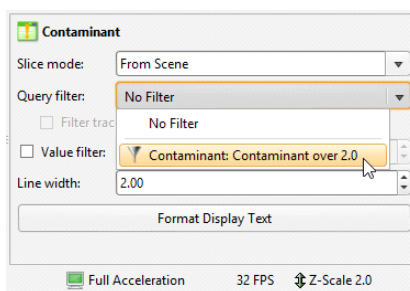 Contaminant
Slice mode: From Scene
Query filter: No Filter
Filter trac
No Filter
Value filter:
Contaminant: Contaminant over 2.0
Line width: 2.00
Format Display Text
Full Acceleration 32 FPS Z-Scale 2.0